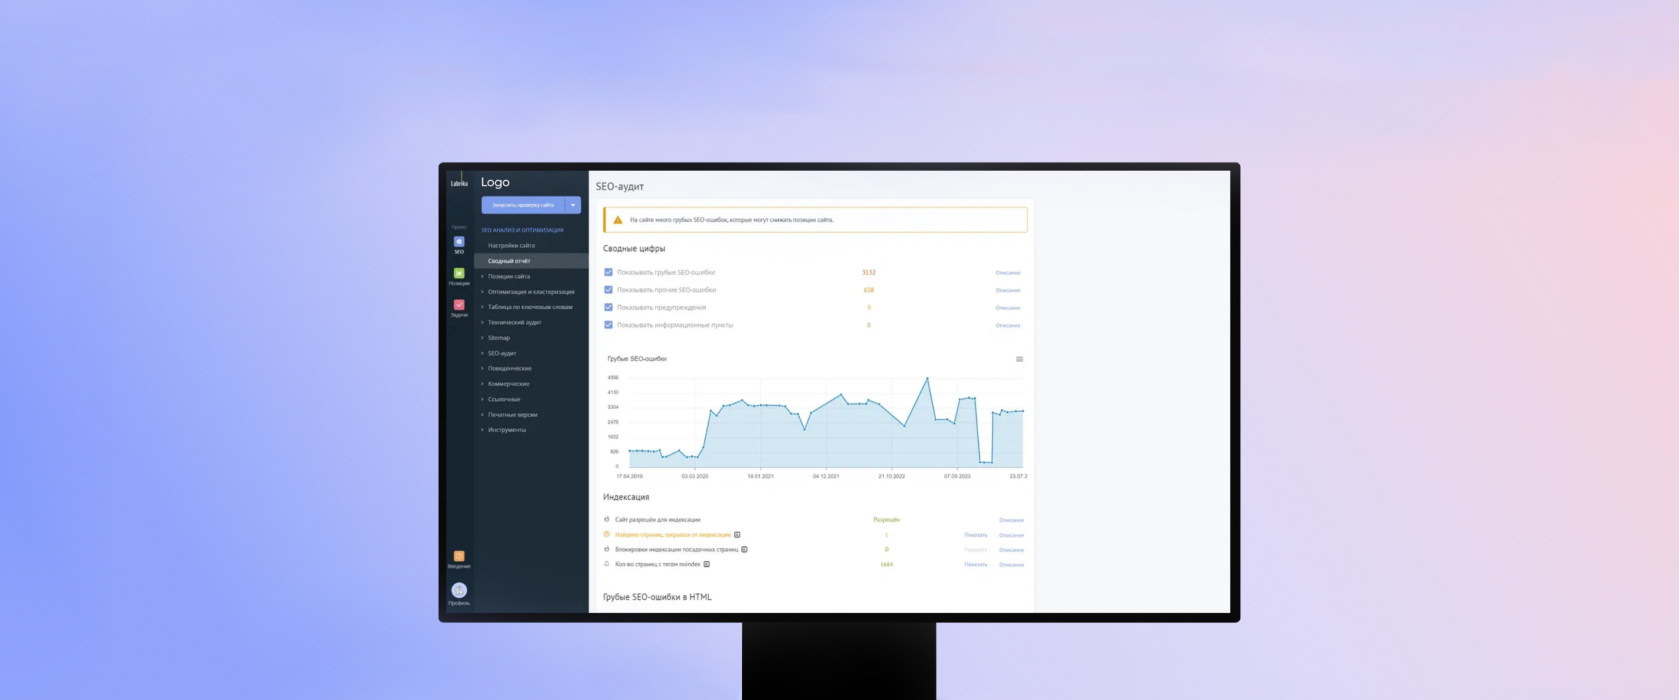 Labrika
Logo
Запустить проверку сайта
Проект
SEO
Позиции
Задачи
SEO АНАЛИЗ И ОПТИМИЗАЦИЯ
Настройки сайта
Сводный отчёт
Позиции сайта
Оптимизация и кластеризация
Таблица по ключевым словам
Технический аудит
Sitemap
SEO-аудит
Поведенческие
Коммерческие
Ссылочные
Печатные версии
Инструменты
Введение
Профиль
SEO-аудит
На сайте много грубых SEO-ошибок, которые могут снижать позиции сайта.
Сводные цифры
Показывать грубые SEO-ошибки 3132 Описание
Показывать прочие SEO-ошибки 658 Описание
Показывать предупреждения 9 Описание
Показывать информационные пункты 0 Описание
Грубые SEO-ошибки
4956
4130
3304
2478
1652
826
0
17.04.2019 03.03.2020 18.01.2021 04.12.2021 21.10.2022 07.09.2023 23.07.2
Индексация
Сайт разрешён для индексации Разрешён Описание
Найдено страниц, закрытых от индексации 1 Показать Описание
Блокировки индексации посадочных страниц 0 Показать Описание
Кол-во страниц с тегом noindex 1684 Показать Описание
Грубые SEO-ошибки в HTML